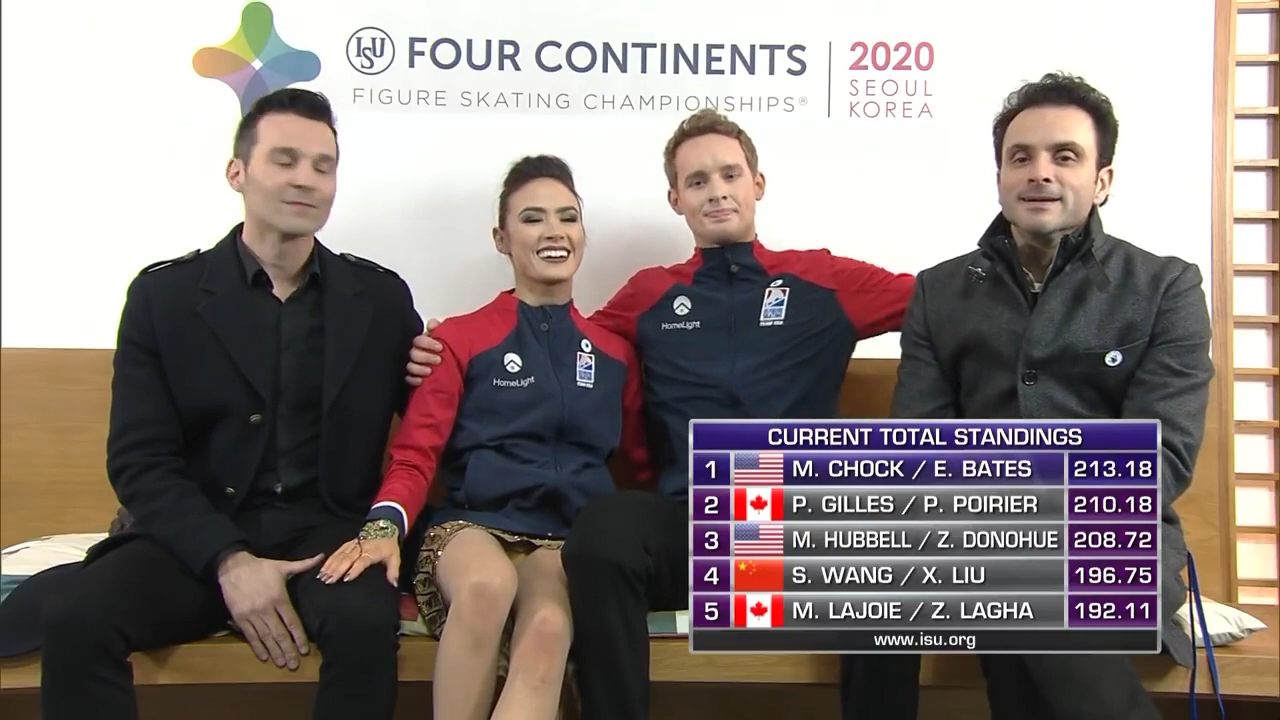 ISU FOUR CONTINENTS
FIGURE SKATING CHAMPIONSHIPS®
2020
SEOUL
KOREA
HomeLight
HomeLight
CURRENT TOTAL STANDINGS
1 M. CHOCK / E. BATES 213.18
2 P. GILLES / P. POIRIER 210.18
3 M. HUBBELL / Z. DONOHUE 208.72
4 S. WANG / X. LIU 196.75
5 M. LAJOIE / Z. LAGHA 192.11
www.isu.org